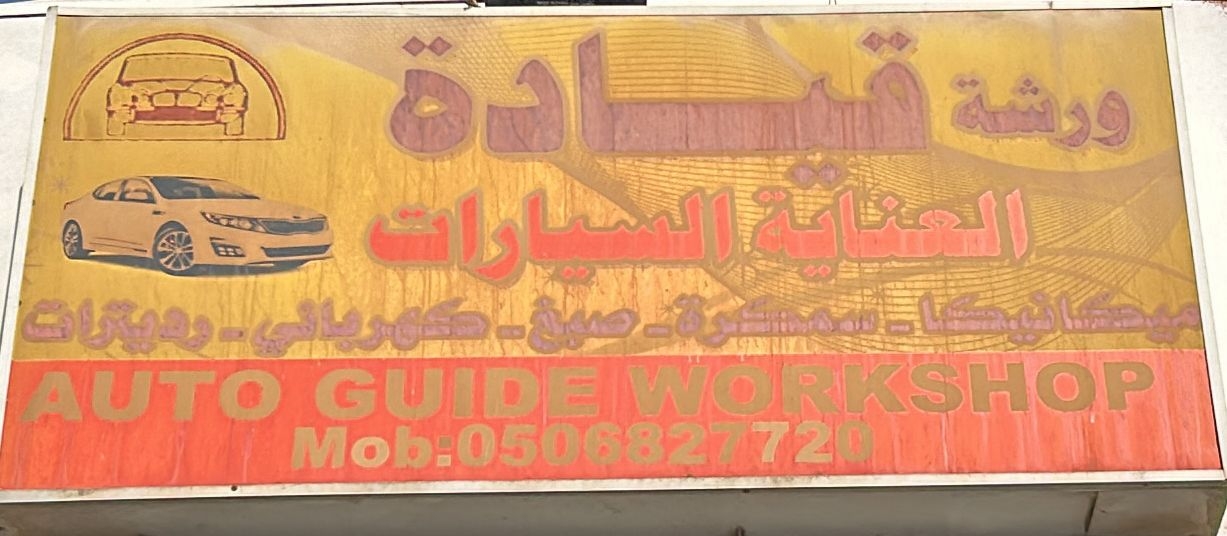 ورشة قيادة
العناية السيارات
ميكانيكا - سمكرة - صبغ - كهربائي - رديترات
AUTO GUIDE WORKSHOP
Mob:0506827720